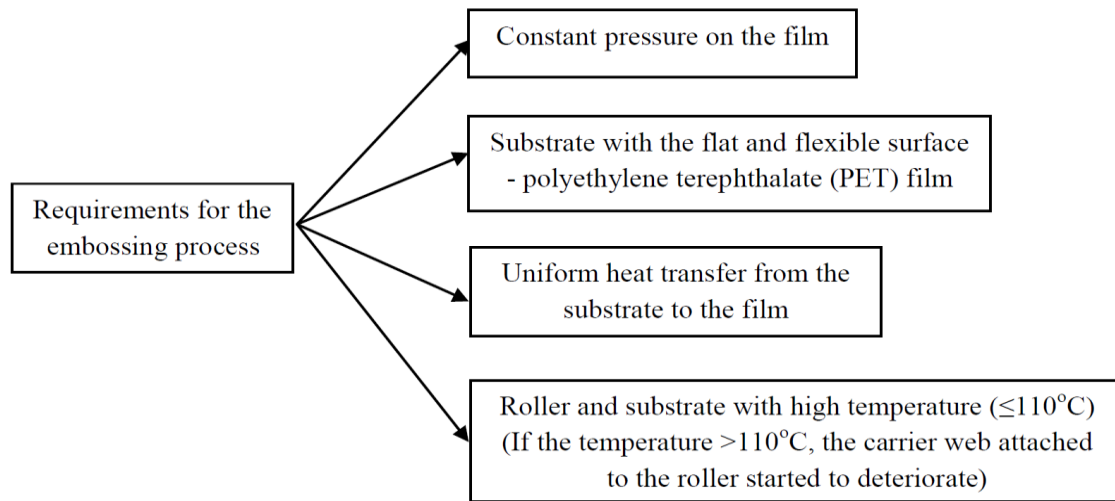 Constant pressure on the film
Substrate with the flat and flexible surface
- polyethylene terephthalate (PET) film
Requirements for the
embossing process
Uniform heat transfer from the
substrate to the film
Roller and substrate with high temperature (≤110°C)
(If the temperature >110°C, the carrier web attached
to the roller started to deteriorate)